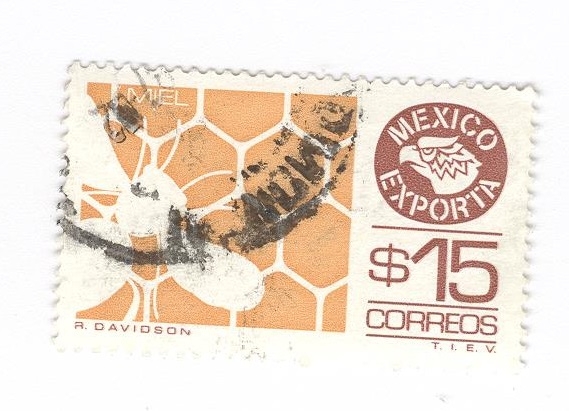 MIEL
MEXICO
EXPORTA
$15
CORREOS
R. DAVIDSON
T. I. E. V.